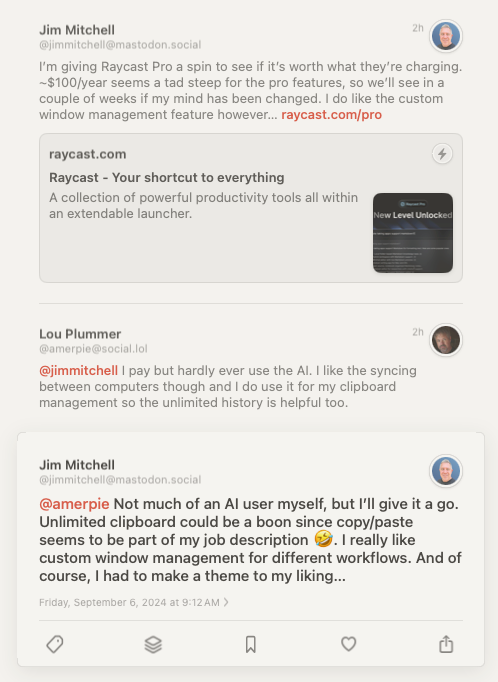 Jim Mitchell
2h
@jimmitchell@mastodon.social
I'm giving Raycast Pro a spin to see if it's worth what they're charging.
~$100/year seems a tad steep for the pro features, so we'll see in a
couple of weeks if my mind has been changed. I do like the custom
window management feature however… raycast.com/pro
raycast.com
Raycast - Your shortcut to everything
A collection of powerful productivity tools all within
an extendable launcher.
Raycast Pro
New Level Unlocked
Lou Plummer
2h
@amerpie@social.lol
@jimmitchell I pay but hardly ever use the AI. I like the syncing
between computers though and I do use it for my clipboard
management so the unlimited history is helpful too.
Jim Mitchell
@jimmitchell@mastodon.social
@amerpie Not much of an AI user myself, but I'll give it a go.
Unlimited clipboard could be a boon since copy/paste
seems to be part of my job description 🤣. I really like
custom window management for different workflows. And of
course, I had to make a theme to my liking…
Friday, September 6, 2024 at 9:12 AM